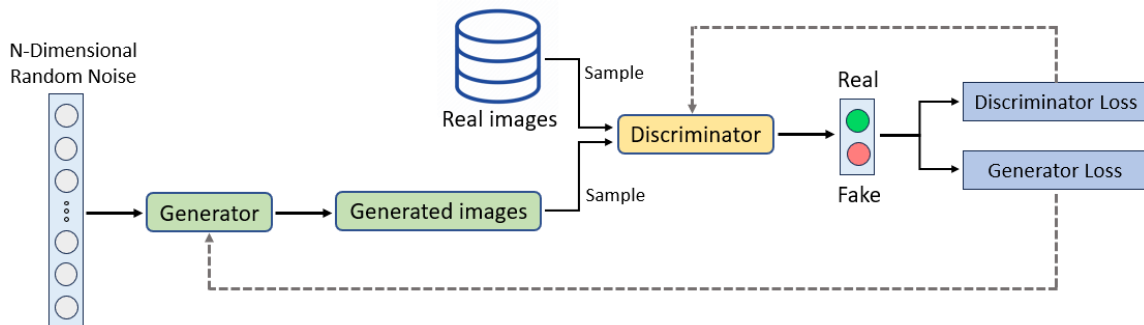 N-Dimensional
Random Noise
Real images
Sample
Generator
Generated images
Sample
Discriminator
Real
Fake
Discriminator Loss
Generator Loss